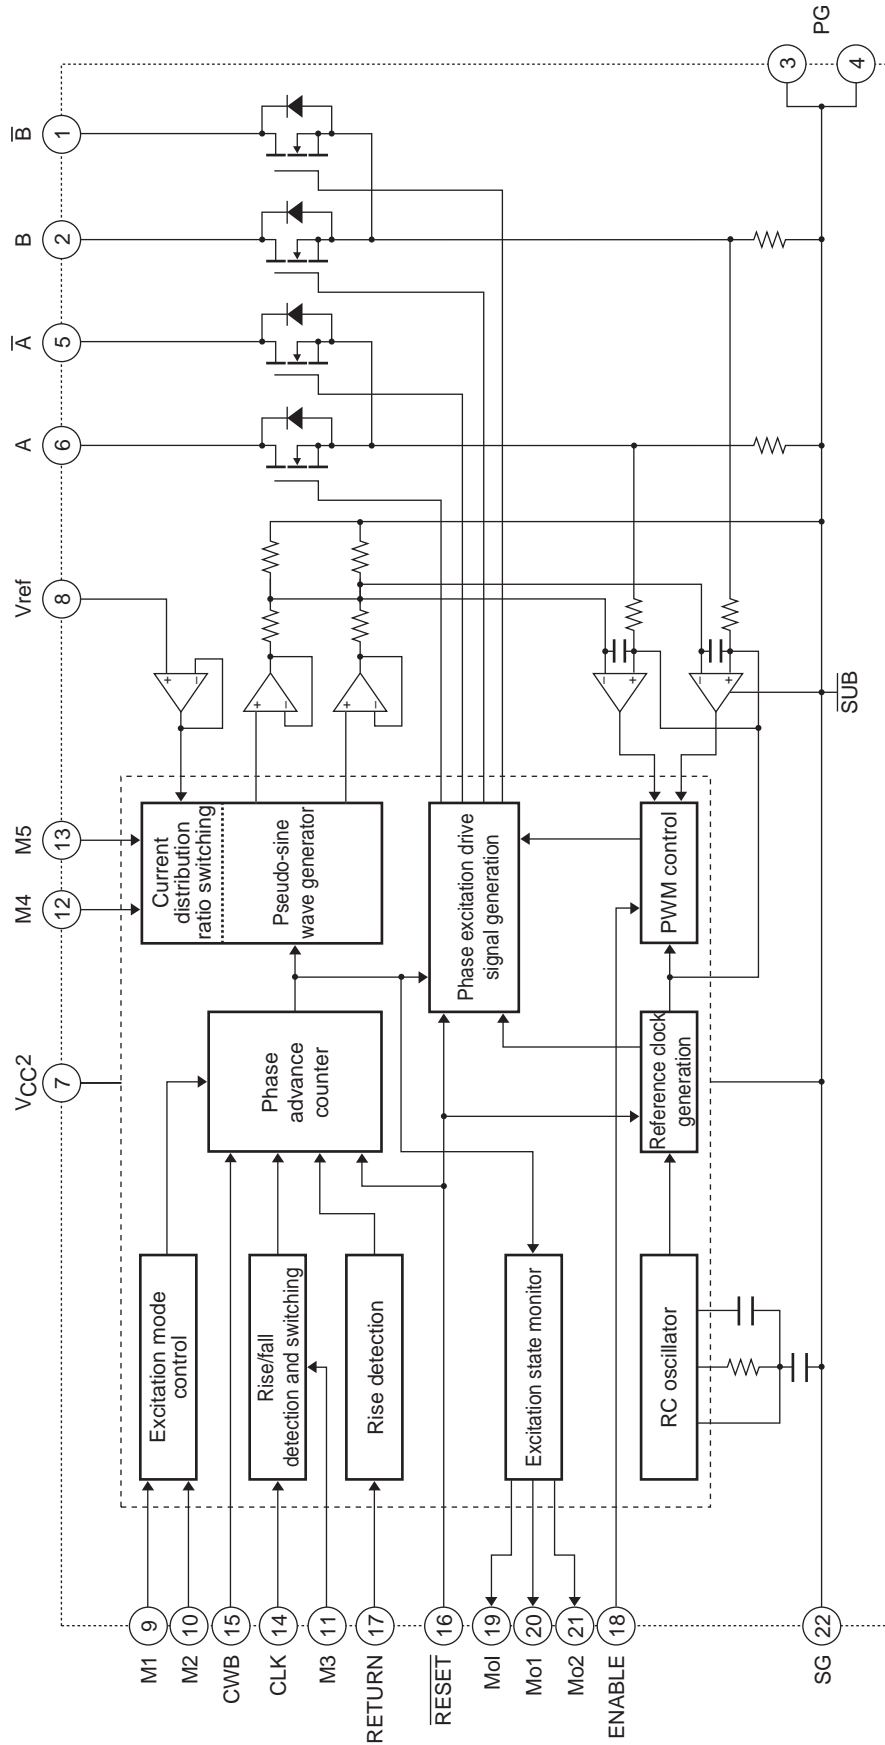 M1
9
M2
10
CWB
15
CLK
14
M3
11
RETURN
17
RESET
16
MoI
19
Mo1
20
Mo2
21
ENABLE
18
SG
22
Excitation mode
control
Rise/fall
detection and switching
Rise detection
Excitation state monitor
RC oscillator
VCC2
7
Phase
advance
counter
Reference clock
generation
M4
12
M5
13
Current
distribution
ratio switching
Pseudo-sine
wave generator
Phase excitation drive
signal generation
PWM control
Vref
8
+
−
+
−
+
−
−
+
−
+
SUB
A
6
A
5
B
2
B
1
3
4
PG